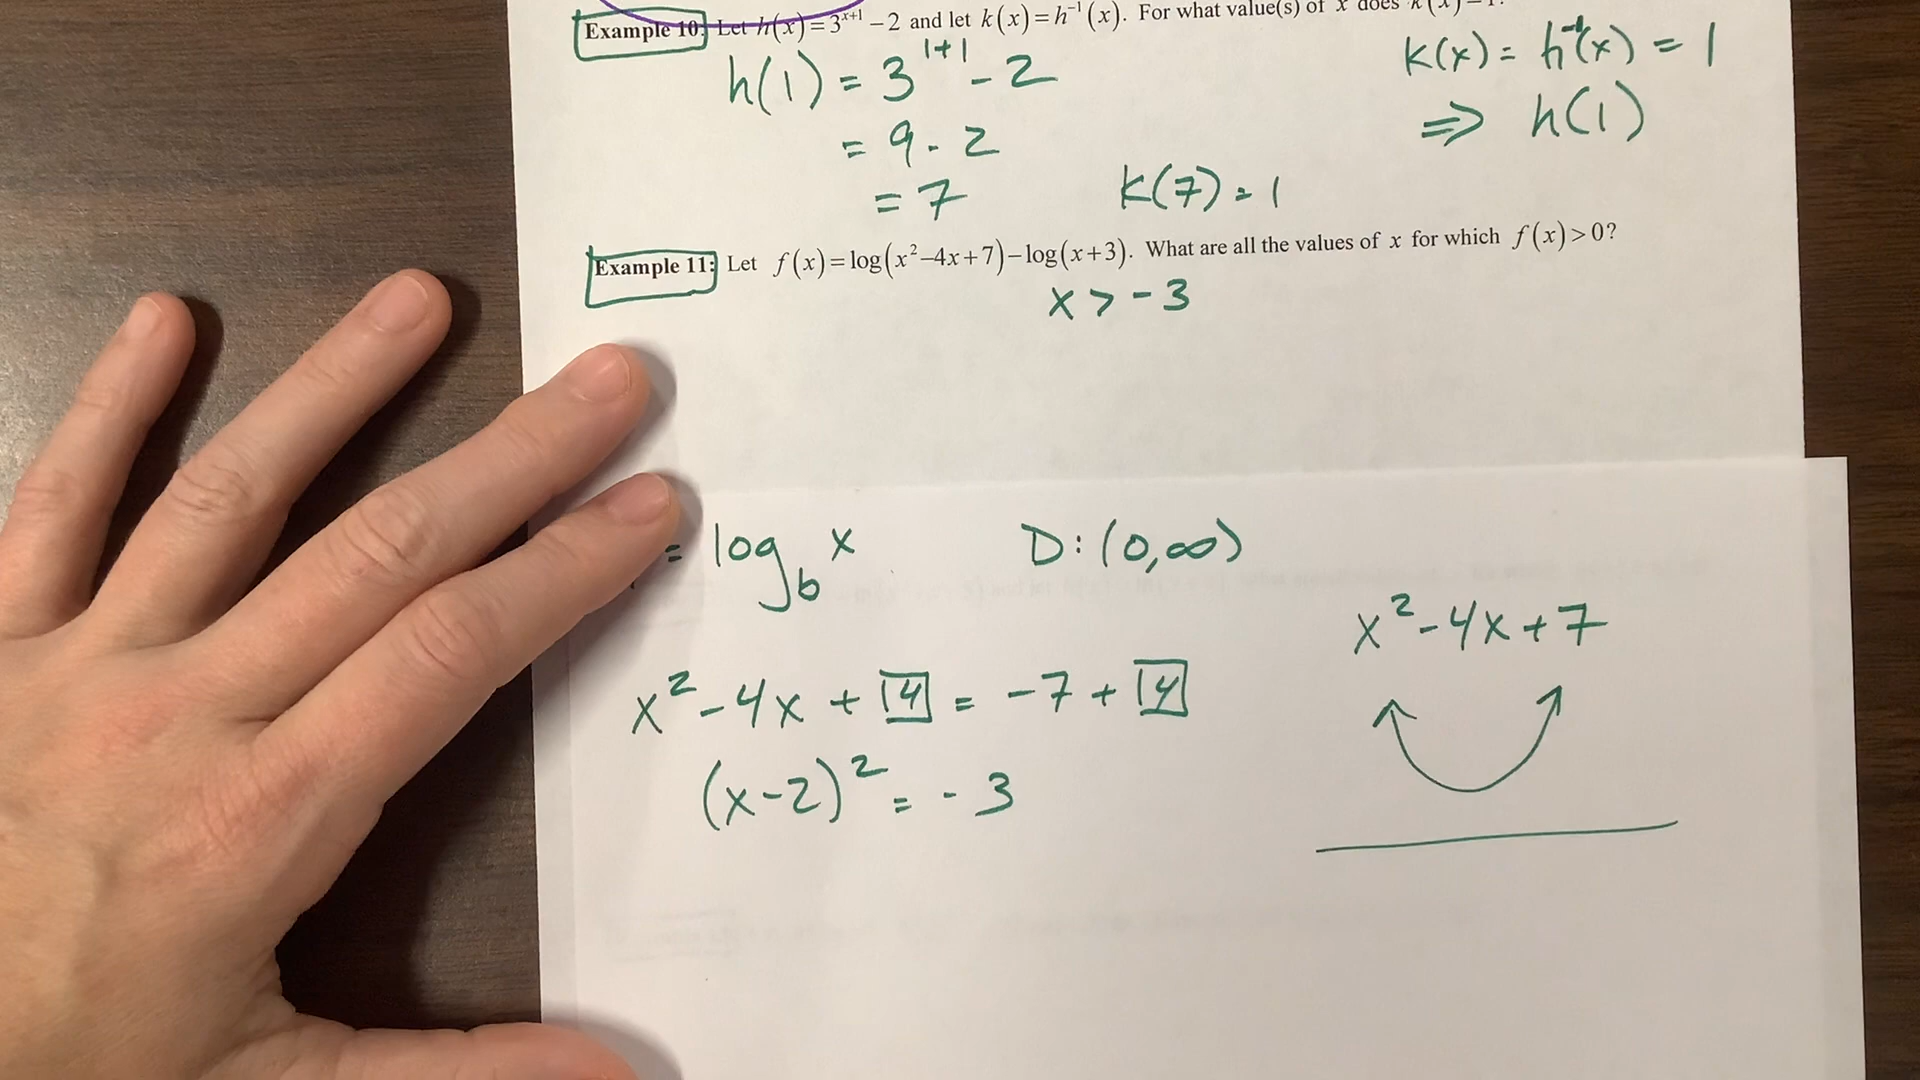 Example 10: Let h(x)=3^{x+1}−2 and let k(x)=h^{-1}(x). For what value(s) of x does k(x)=1?
h(1) = 3^{1+1} - 2
= 9 - 2
= 7
k(x) = h^{-1}(x) = 1
⇒ h(1)
k(7) = 1
Example 11: Let f(x)=log(x²−4x+7)−log(x+3). What are all the values of x for which f(x)>0?
x > -3
= log_b x D: (0,∞)
x² - 4x + 4 = -7 + 4
(x-2)² = -3
x² - 4x + 7